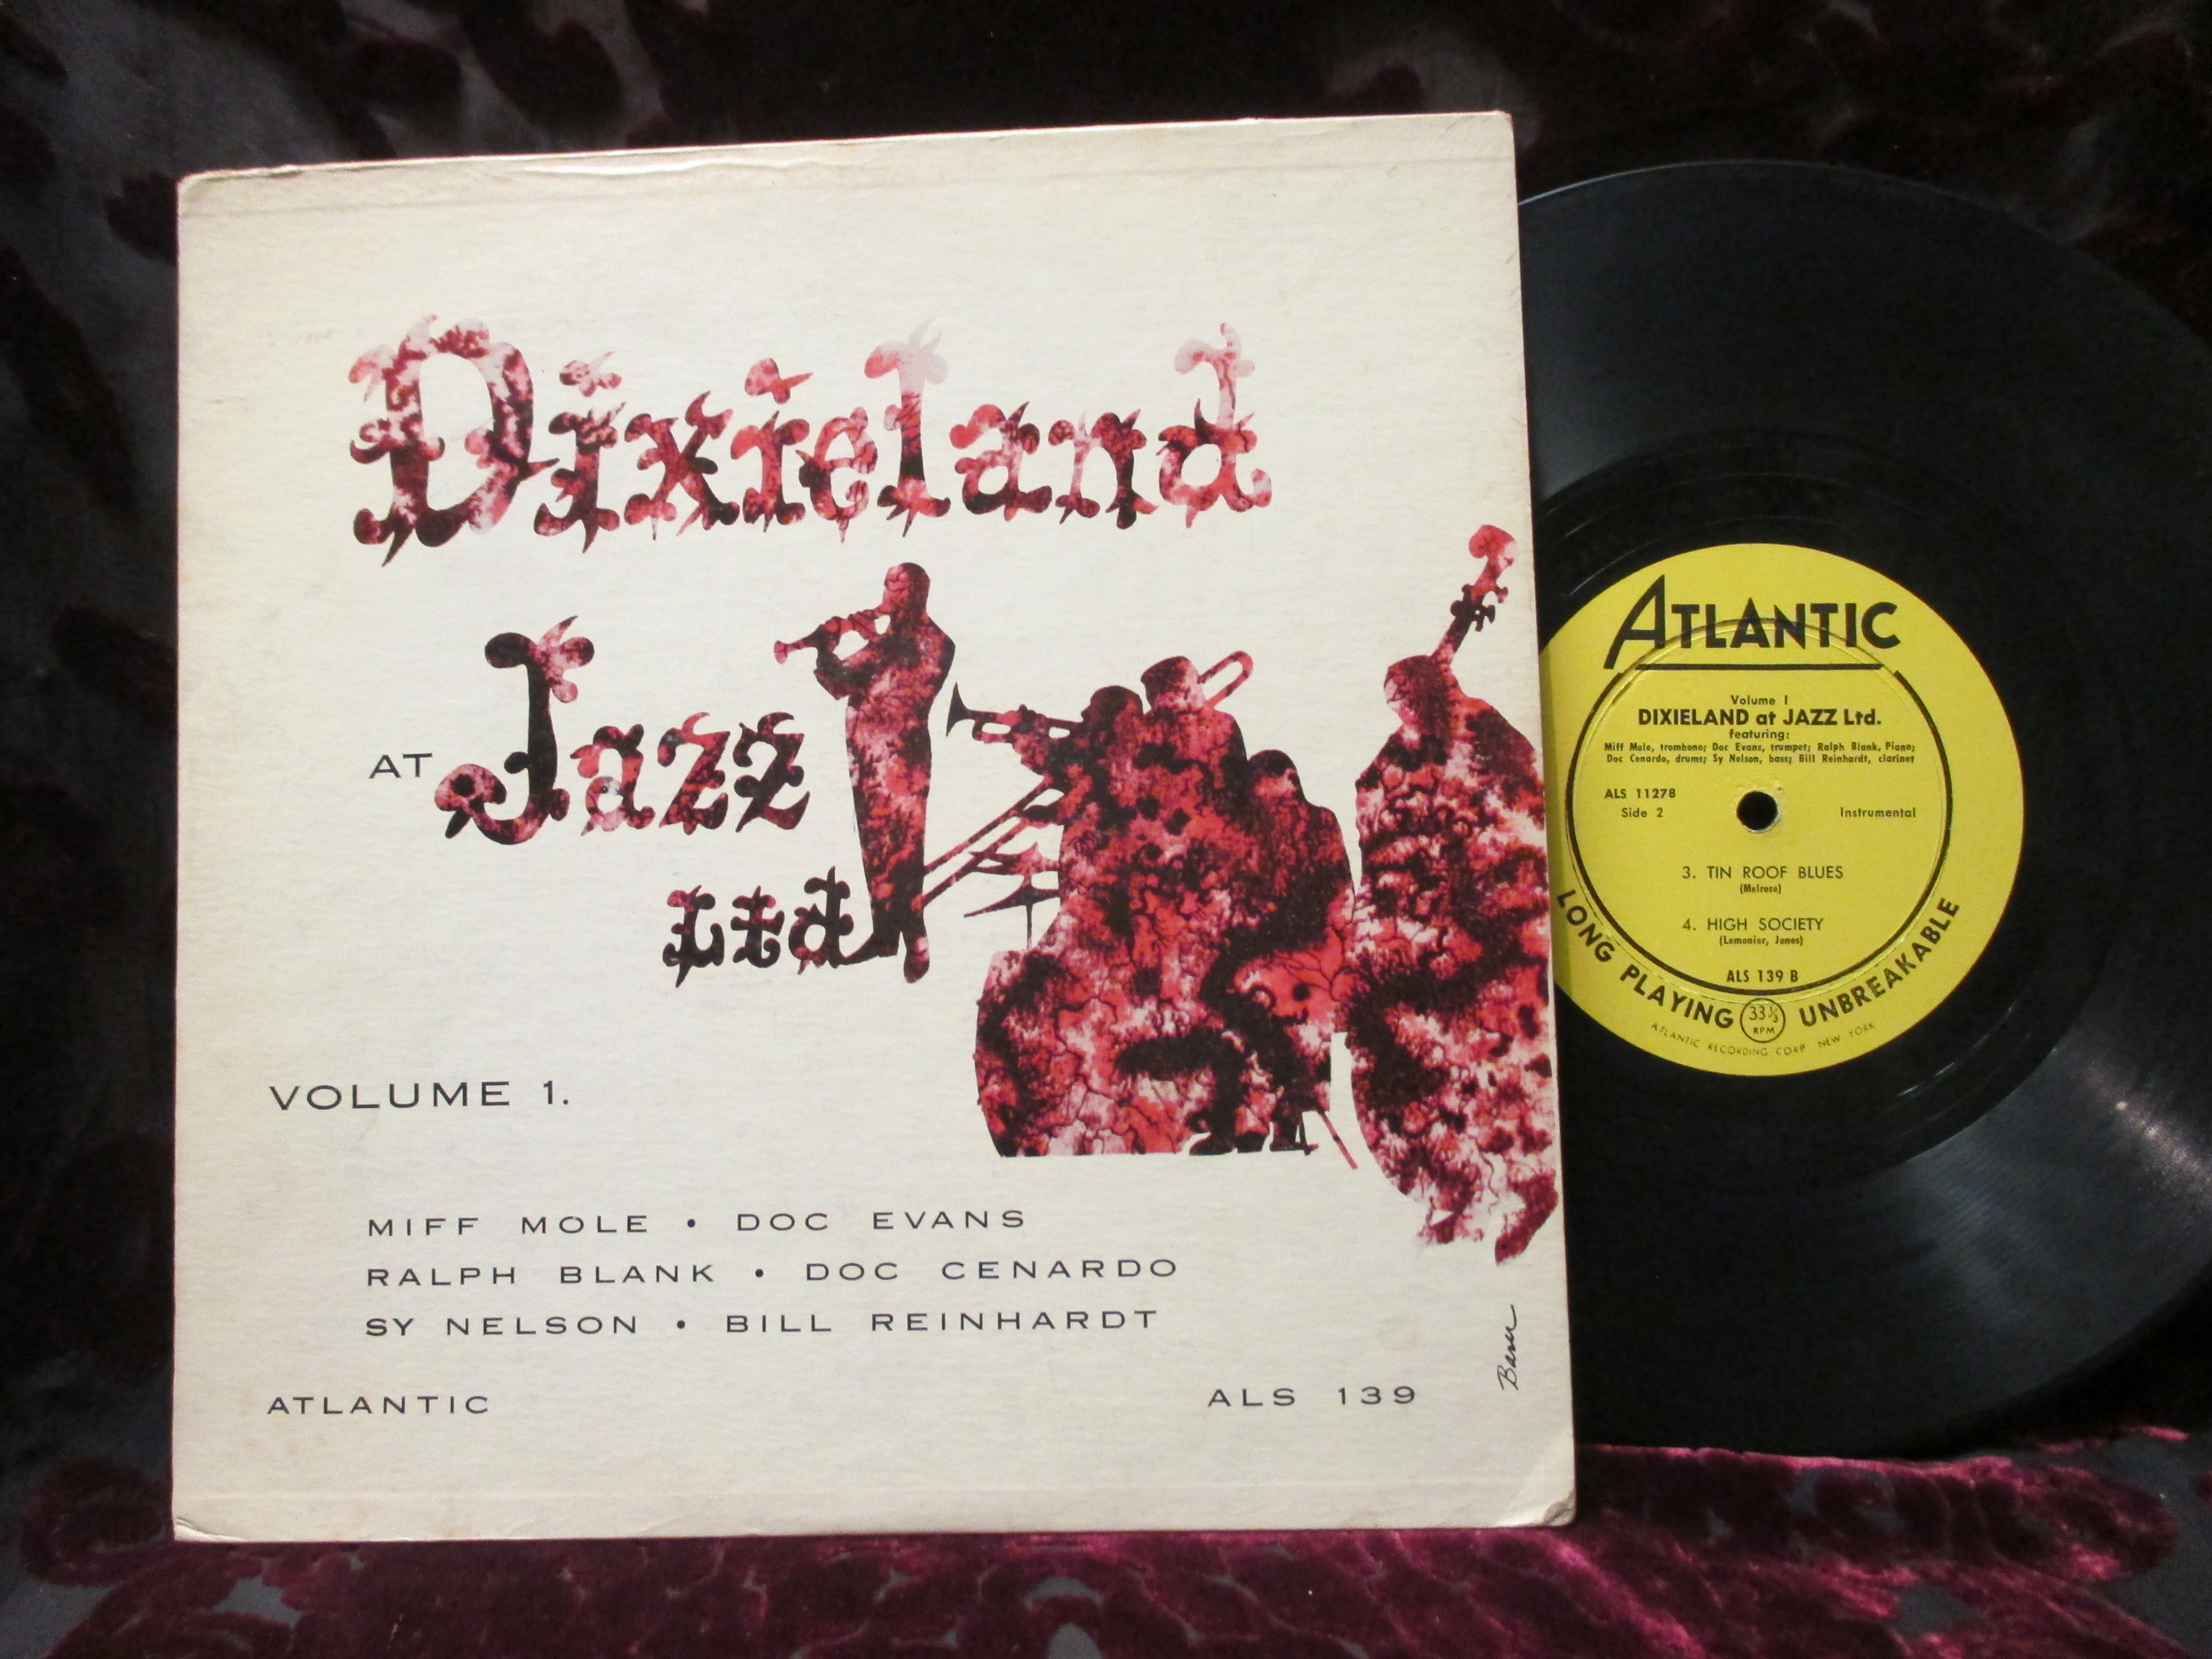 Dixieland
AT Jazz
Ltd
VOLUME 1.
MIFF MOLE • DOC EVANS
RALPH BLANK • DOC CENARDO
SY NELSON • BILL REINHARDT
ATLANTIC
ALS 139
ATLANTIC
Volume I
DIXIELAND at JAZZ Ltd.
featuring:
Miff Mole, trombone; Doc Evans, trumpet; Ralph Blank, Piano;
Doc Cenardo, drums; Sy Nelson, bass; Bill Reinhardt, clarinet
ALS 11278
Side 2
Instrumental
3. TIN ROOF BLUES
(Melrose)
4. HIGH SOCIETY
(Lemonier, Jones)
ALS 139 B
LONG PLAYING 33⅓ RPM UNBREAKABLE
ATLANTIC RECORDING CORP NEW YORK